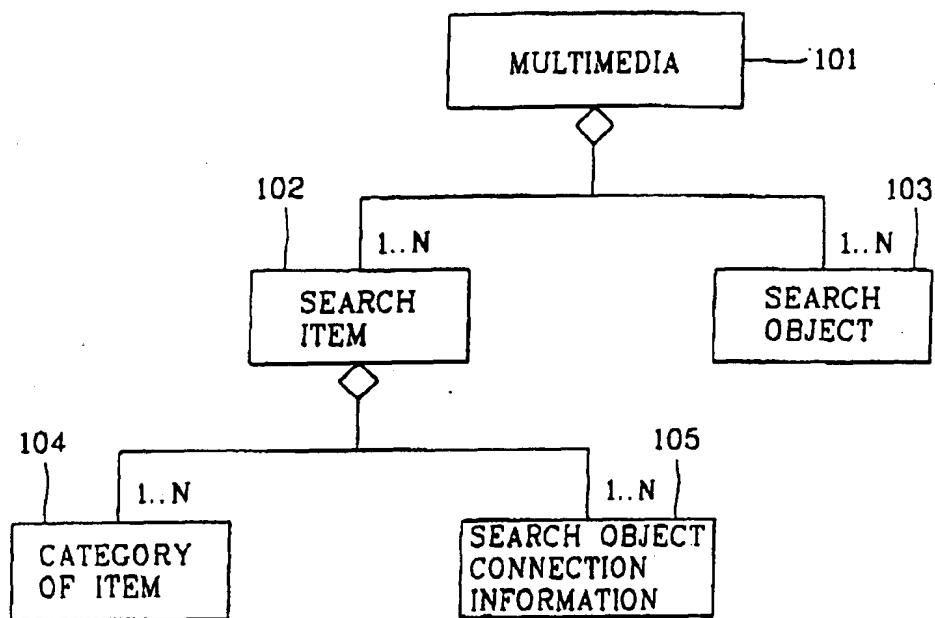 MULTIMEDIA
101
102
103
1..N
1..N
SEARCH
ITEM
SEARCH
OBJECT
104
105
1..N
1..N
CATEGORY
OF ITEM
SEARCH OBJECT
CONNECTION
INFORMATION